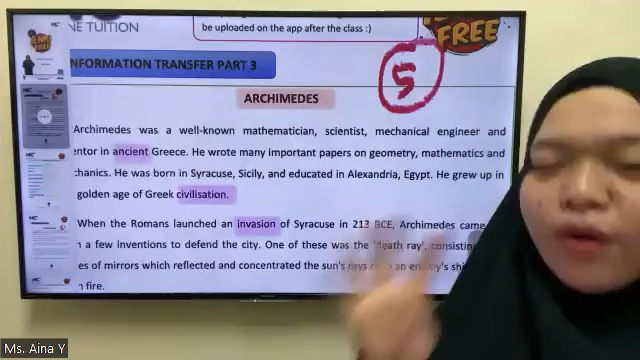 NE TUITION
be uploaded on the app after the class :)
FREE
NFORMATION TRANSFER PART 3
5
ARCHIMEDES
Archimedes was a well-known mathematician, scientist, mechanical engineer and
entor in ancient Greece. He wrote many important papers on geometry, mathematics and
chanics. He was born in Syracuse, Sicily, and educated in Alexandria, Egypt. He grew up in
golden age of Greek civilisation.
When the Romans launched an invasion of Syracuse in 213 BCE, Archimedes came
a few inventions to defend the city. One of these was the 'death ray', consisting
es of mirrors which reflected and concentrated the sun's rays an enemy's
fire.
Ms. Aina Y